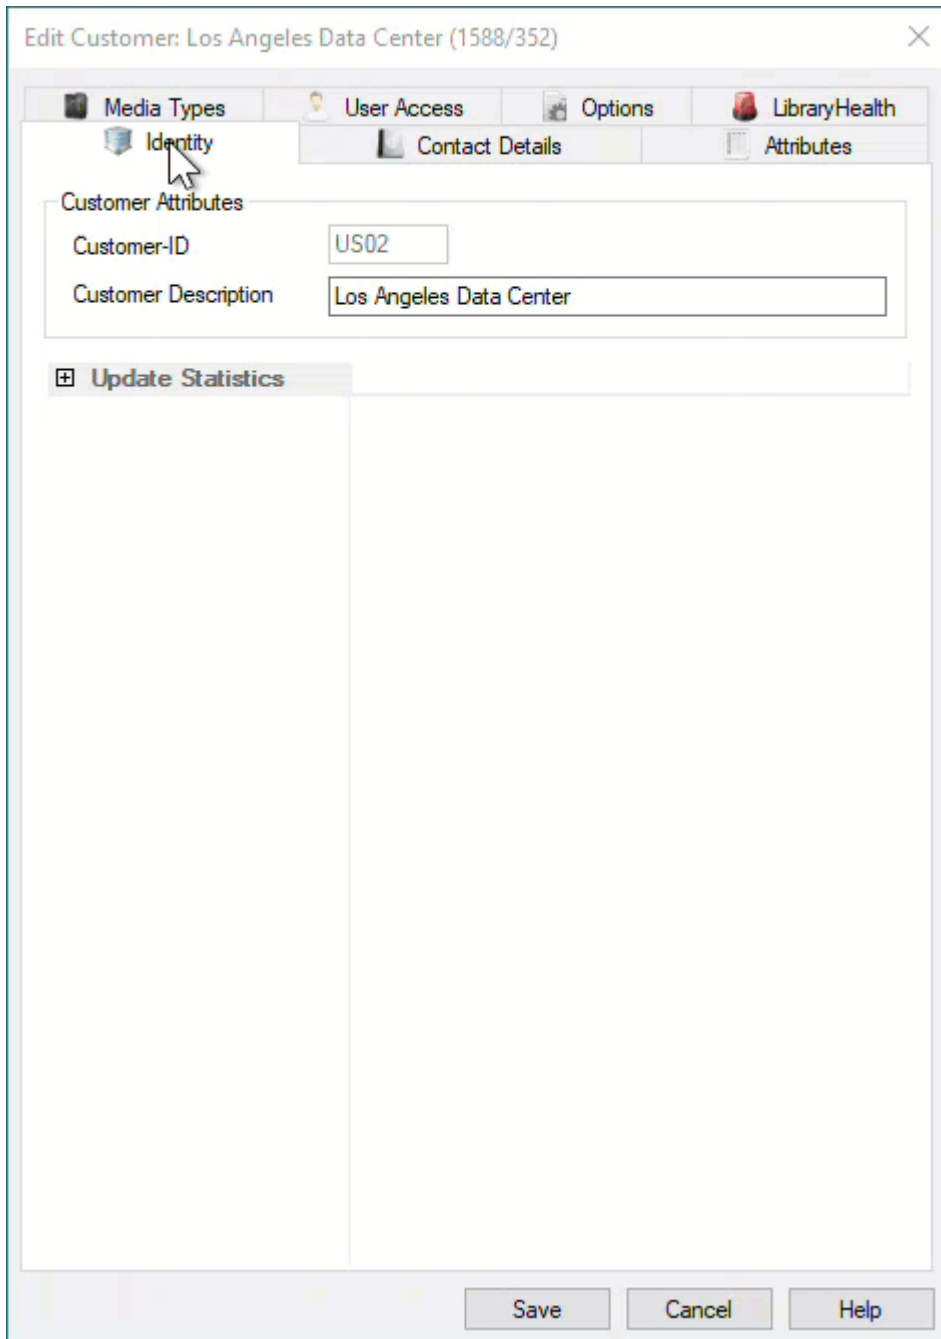 Edit Customer: Los Angeles Data Center (1588/352)
Media Types User Access Options LibraryHealth
Identity Contact Details Attributes
Customer Attributes
Customer-ID US02
Customer Description Los Angeles Data Center
Update Statistics
Save Cancel Help